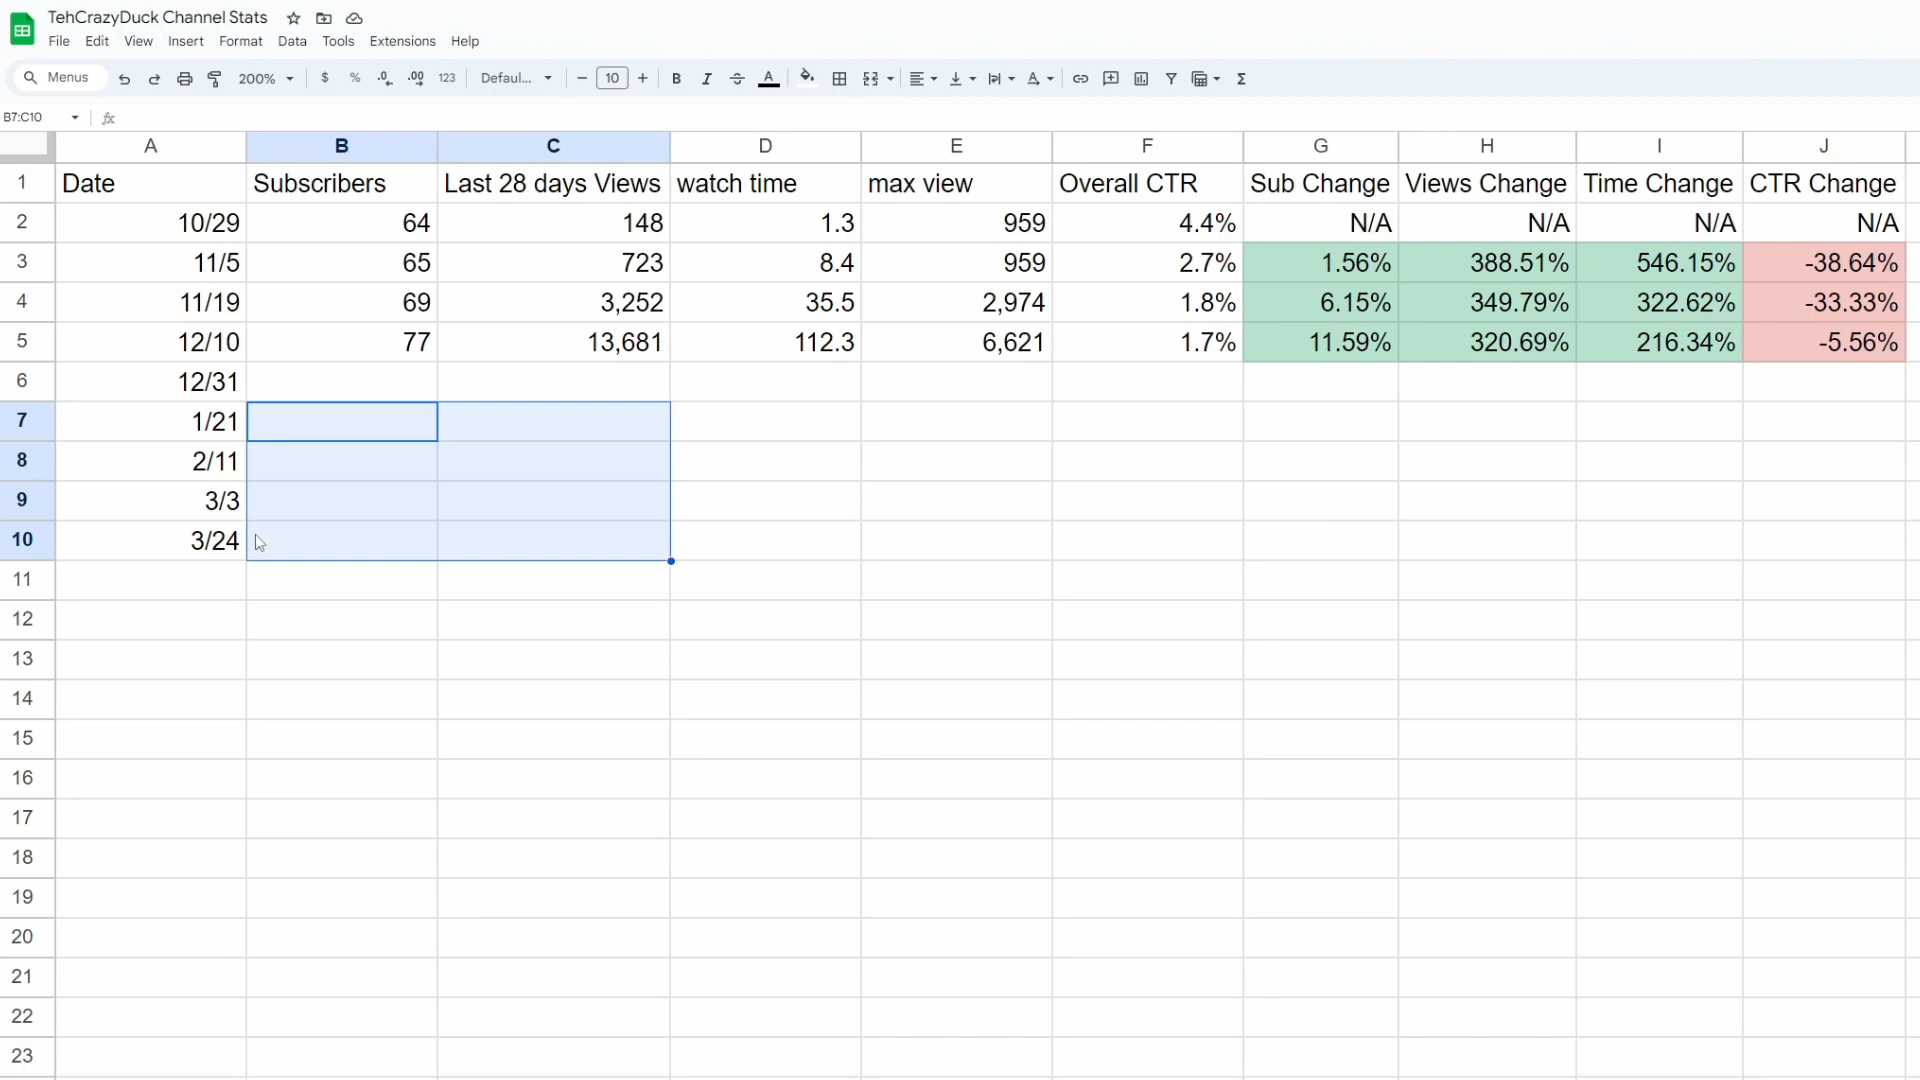 TehCrazyDuck Channel Stats
File Edit View Insert Format Data Tools Extensions Help
Menus 200% $ % .0 .00 123 Defaul... − 10 + B I A A Σ
B7:C10 fx
A B C D E F G H I J
1 Date Subscribers Last 28 days Views watch time max view Overall CTR Sub Change Views Change Time Change CTR Change
2 10/29 64 148 1.3 959 4.4% N/A N/A N/A N/A
3 11/5 65 723 8.4 959 2.7% 1.56% 388.51% 546.15% -38.64%
4 11/19 69 3,252 35.5 2,974 1.8% 6.15% 349.79% 322.62% -33.33%
5 12/10 77 13,681 112.3 6,621 1.7% 11.59% 320.69% 216.34% -5.56%
6 12/31
7 1/21
8 2/11
9 3/3
10 3/24
11
12
13
14
15
16
17
18
19
20
21
22
23